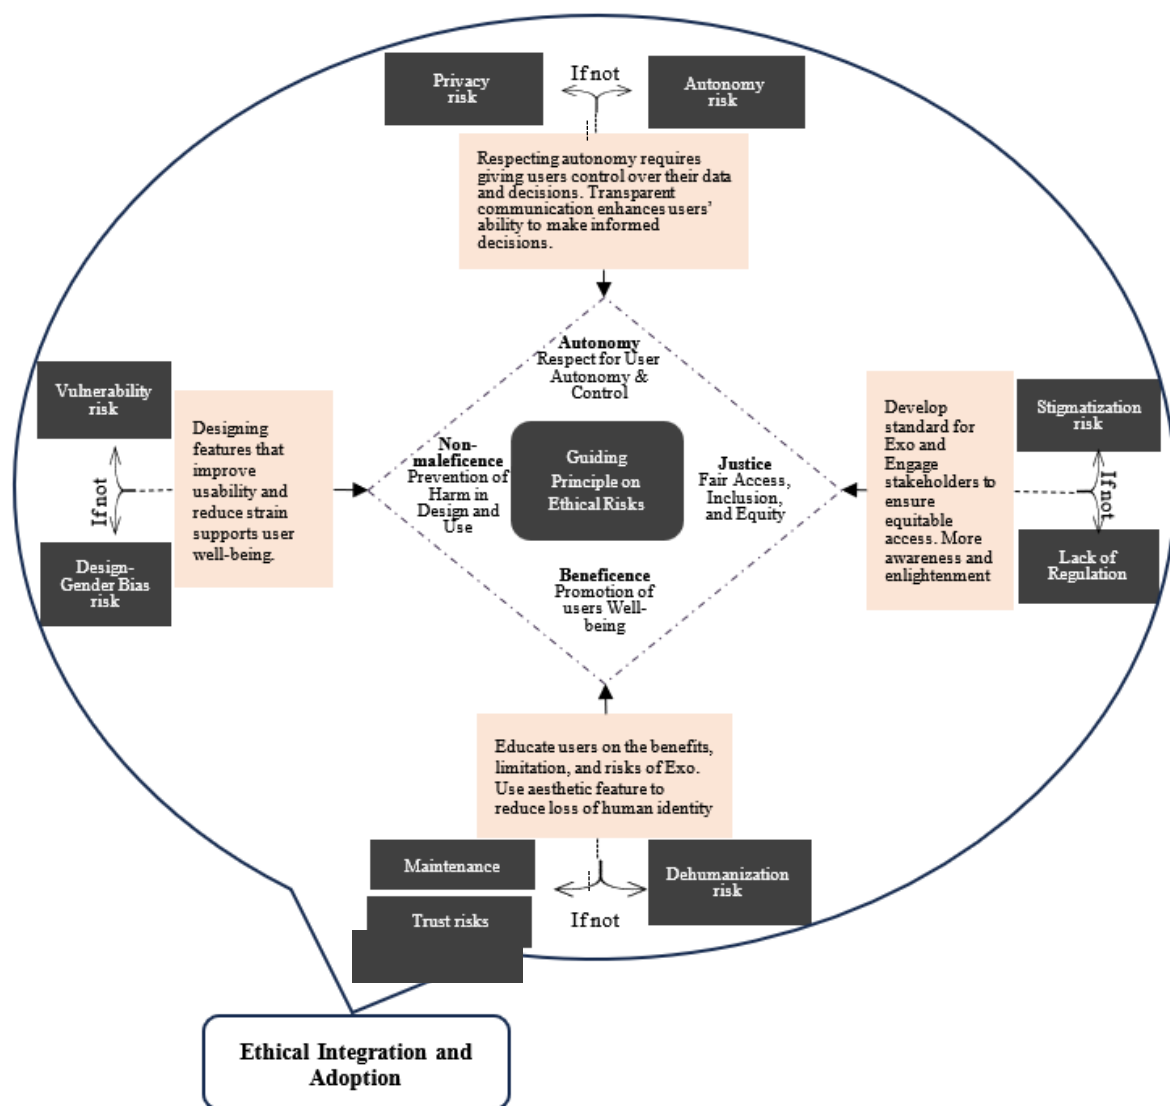 Privacy
risk
If not
Autonomy
risk
Respecting autonomy requires
giving users control over their data
and decisions. Transparent
communication enhances users'
ability to make informed
decisions.
Autonomy
Respect for User
Autonomy &
Control
Vulnerability
risk
If not
Design-
Gender Bias
risk
Designing
features that
improve
usability and
reduce strain
supports user
well-being.
Non-
maleficence
Prevention of
Harm in
Design and
Use
Guiding
Principle on
Ethical Risks
Justice
Fair Access,
Inclusion,
and Equity
Develop
standard for
Exo and
Engage
stakeholders to
ensure
equitable
access. More
awareness and
enlightenment
Stigmatization
risk
If not
Lack of
Regulation
Beneficence
Promotion of
users Well-
being
Educate users on the benefits,
limitation, and risks of Exo.
Use aesthetic feature to
reduce loss of human identity
Maintenance
Trust risks
If not
Dehumanization
risk
Ethical Integration and
Adoption